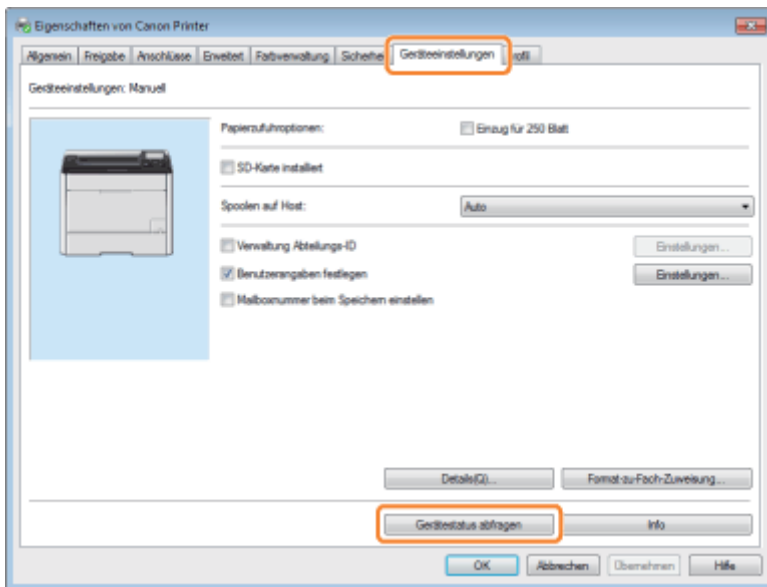 Eigenschaften von Canon Printer
Allgemein Freigabe Anschlüsse Erweitert Farbverwaltung Sicherhei Geräteeinstellungen rofil
Geräteeinstellungen: Manuell
Papierzufuhroptionen: Einzug für 250 Blatt
SD-Karte installiert
Spoolen auf Host: Auto
Verwaltung Abteilungs-ID Einstellungen...
Benutzerangaben festlegen Einstellungen...
Mailboxnummer beim Speichern einstellen
Details(Q)... Format-zu-Fach-Zuweisung...
Gerätestatus abfragen Info
OK Abbrechen Übernehmen Hilfe